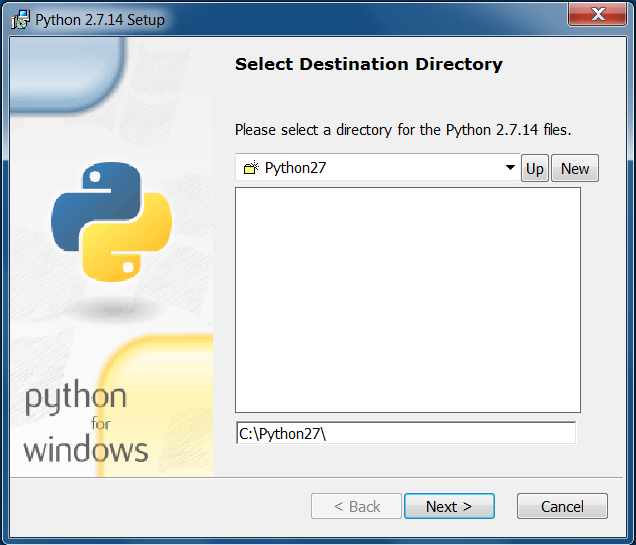 Python 2.7.14 Setup
Select Destination Directory
Please select a directory for the Python 2.7.14 files.
Python27
Up
New
C:\Python27\
python
for
windows
< Back
Next >
Cancel